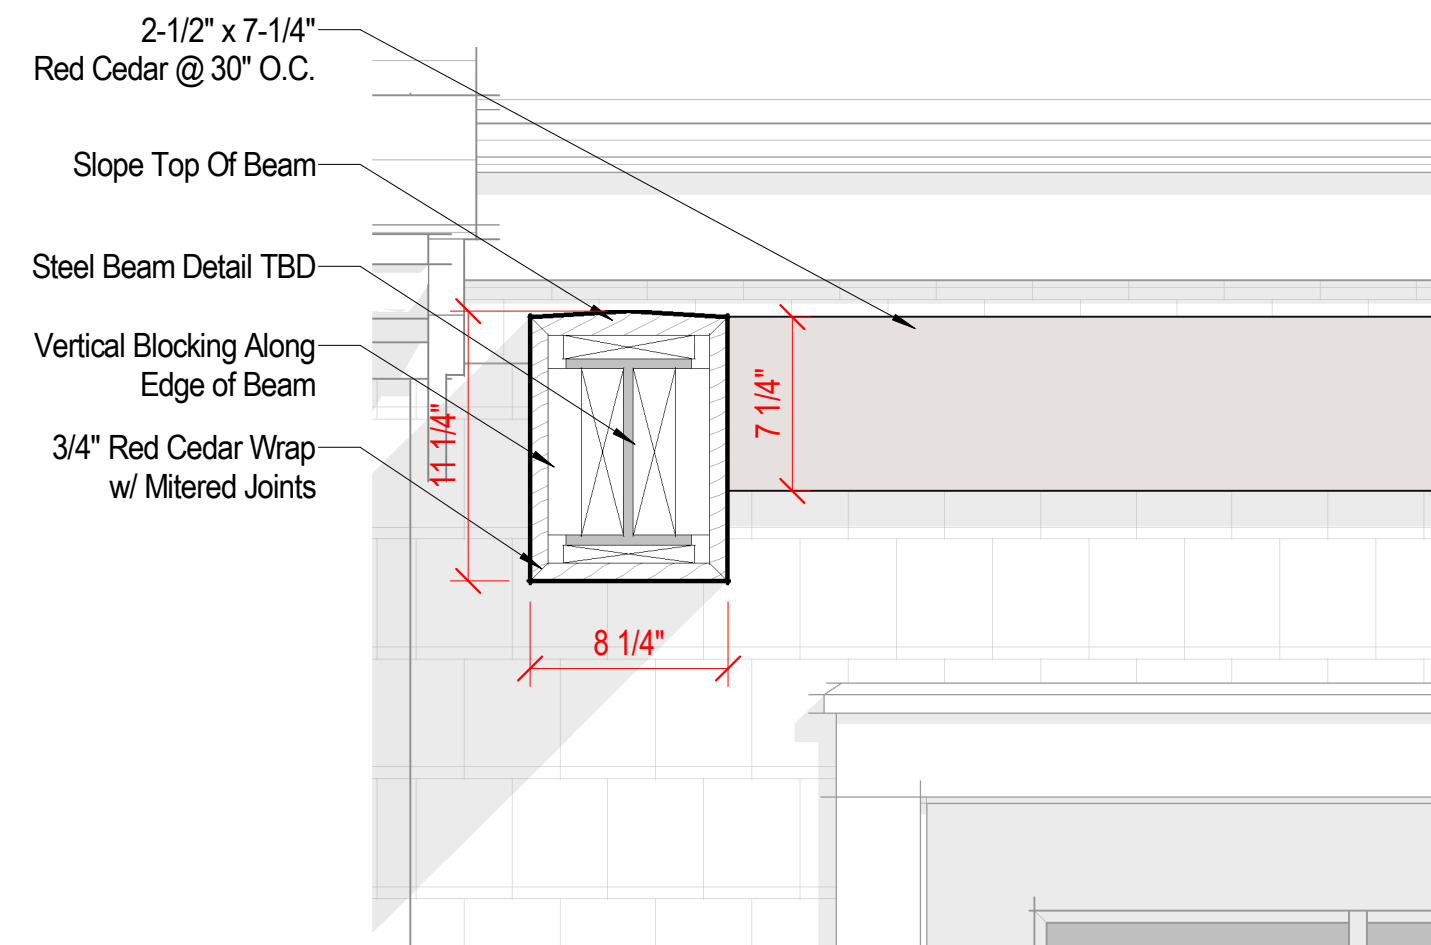 2-1/2" x 7-1/4"
Red Cedar @ 30" O.C.
Slope Top Of Beam
Steel Beam Detail TBD
Vertical Blocking Along
Edge of Beam
3/4" Red Cedar Wrap
w/ Mitered Joints
11 1/4"
7 1/4"
8 1/4"